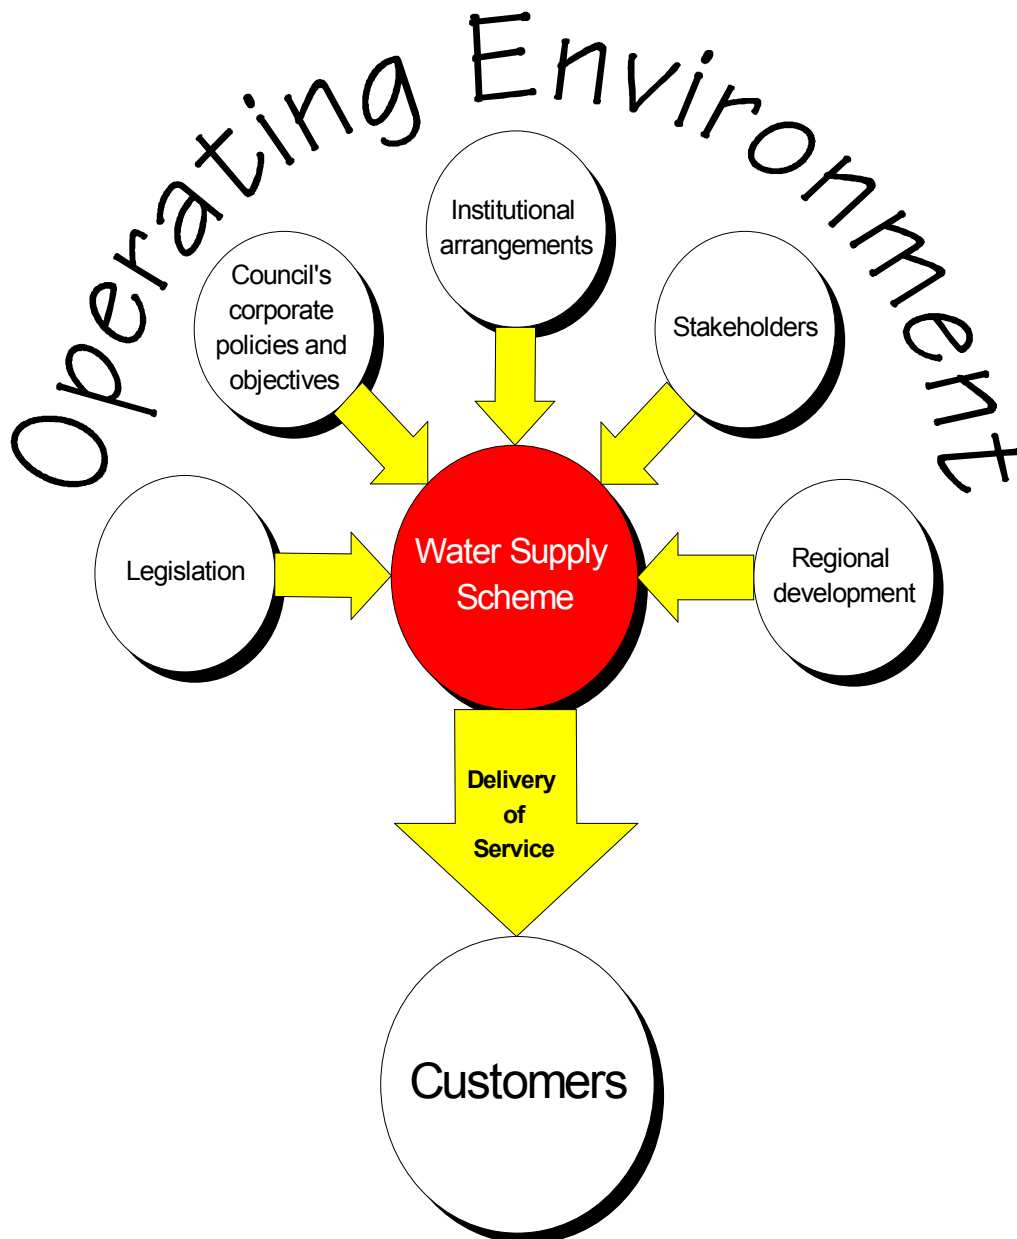 Operating Environment
Institutional
arrangements
Council's
corporate
policies and
objectives
Stakeholders
Legislation
Water Supply
Scheme
Regional
development
Delivery
of
Service
Customers